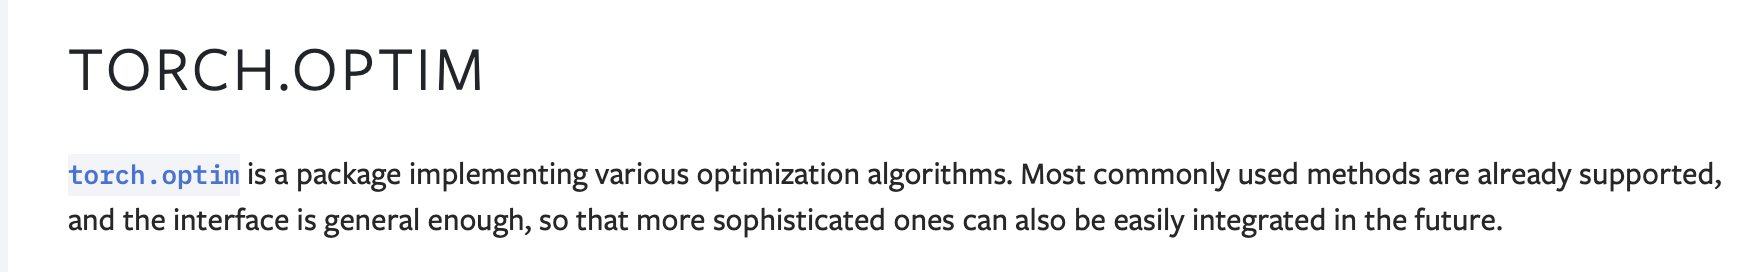 TORCH.OPTIM
torch.optim is a package implementing various optimization algorithms. Most commonly used methods are already supported,
and the interface is general enough, so that more sophisticated ones can also be easily integrated in the future.